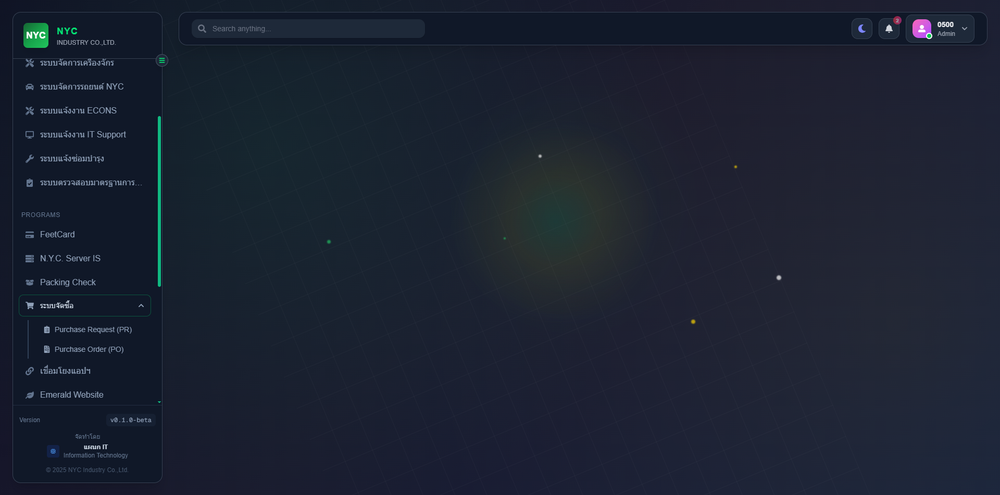 NYC
NYC
INDUSTRY CO.,LTD.
Search anything...
2
0500
Admin
ระบบจัดการเครื่องจักร
ระบบจัดการรถยนต์ NYC
ระบบแจ้งงาน ECONS
ระบบแจ้งงาน IT Support
ระบบแจ้งซ่อมบำรุง
ระบบตรวจสอบมาตรฐานการ...
PROGRAMS
FeetCard
N.Y.C. Server IS
Packing Check
ระบบจัดซื้อ
Purchase Request (PR)
Purchase Order (PO)
เชื่อมโยงแอปฯ
Emerald Website
Version
v0.1.0-beta
จัดทำโดย
แผนก IT
Information Technology
© 2025 NYC Industry Co.,Ltd.